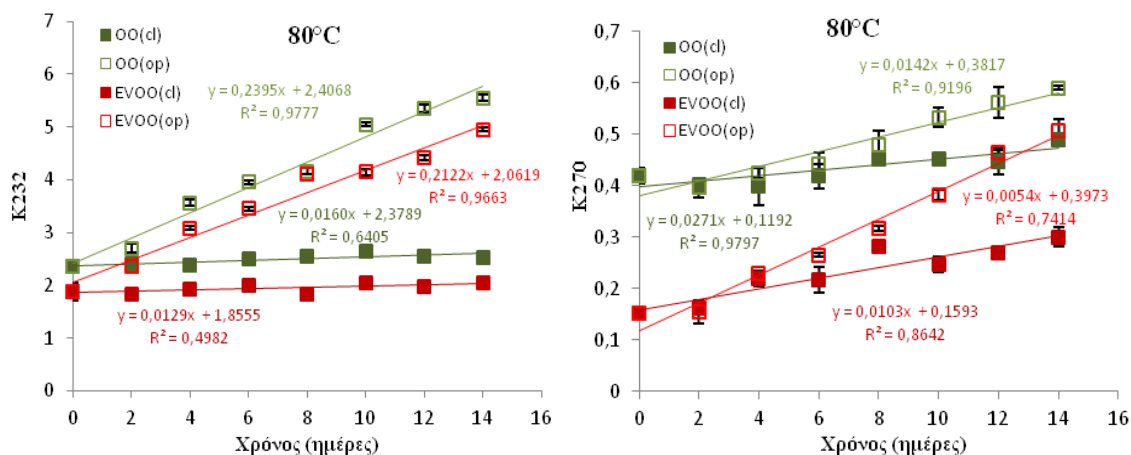 80°C
OO(cl)
OO(op)
EVOO(cl)
EVOO(op)
y = 0,2395x + 2,4068
R² = 0,9777
y = 0,2122x + 2,0619
R² = 0,9663
y = 0,0160x + 2,3789
R² = 0,6405
y = 0,0129x + 1,8555
R² = 0,4982
K232
7
6
5
4
3
2
1
0
0 2 4 6 8 10 12 14 16
Χρόνος (ημέρες)
80°C
OO(cl)
OO(op)
EVOO(cl)
EVOO(op)
y = 0,0142x + 0,3817
R² = 0,9196
y = 0,0054x + 0,3973
R² = 0,7414
y = 0,0271x + 0,1192
R² = 0,9797
y = 0,0103x + 0,1593
R² = 0,8642
K270
0,7
0,6
0,5
0,4
0,3
0,2
0,1
0
0 2 4 6 8 10 12 14 16
Χρόνος (ημέρες)